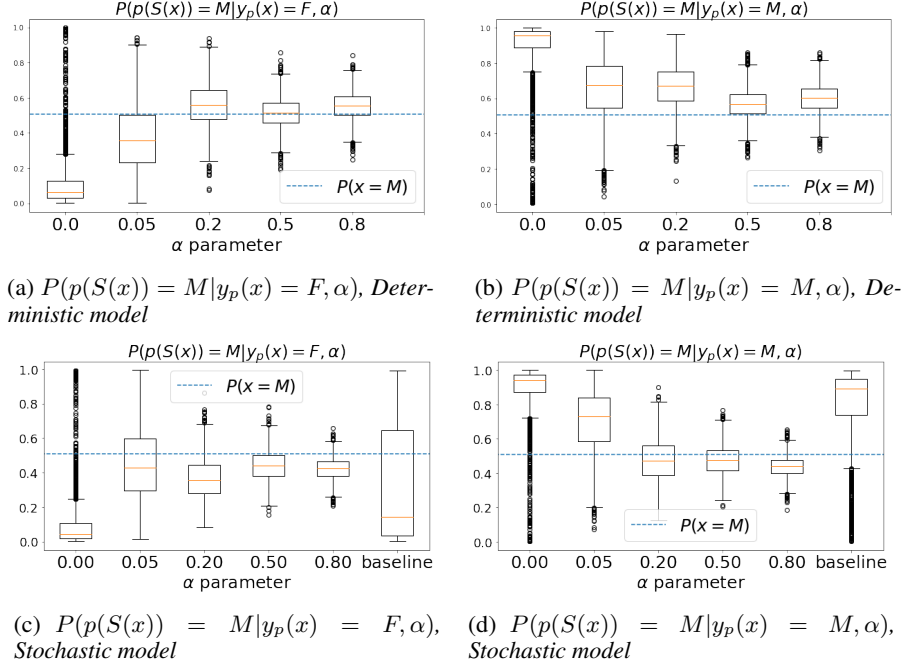 P(p(S(x)) = M|y_p(x) = F, α)
P(p(S(x)) = M|y_p(x) = M, α)
1.0
0.8
0.6
0.4
0.2
0.0
P(x = M)
0.0 0.05 0.2 0.5 0.8
α parameter
1.0
0.8
0.6
0.4
0.2
0.0
P(x = M)
0.0 0.05 0.2 0.5 0.8
α parameter
(a) P(p(S(x)) = M|y_p(x) = F, α), Deter-
ministic model
(b) P(p(S(x)) = M|y_p(x) = M, α), De-
terministic model
P(p(S(x)) = M|y_p(x) = F, α)
P(p(S(x)) = M|y_p(x) = M, α)
1.0
0.8
0.6
0.4
0.2
0.0
P(x = M)
0.00 0.05 0.20 0.50 0.80 baseline
α parameter
1.0
0.8
0.6
0.4
0.2
0.0
P(x = M)
0.00 0.05 0.20 0.50 0.80 baseline
α parameter
(c) P(p(S(x)) = M|y_p(x) = F, α),
Stochastic model
(d) P(p(S(x)) = M|y_p(x) = M, α),
Stochastic model